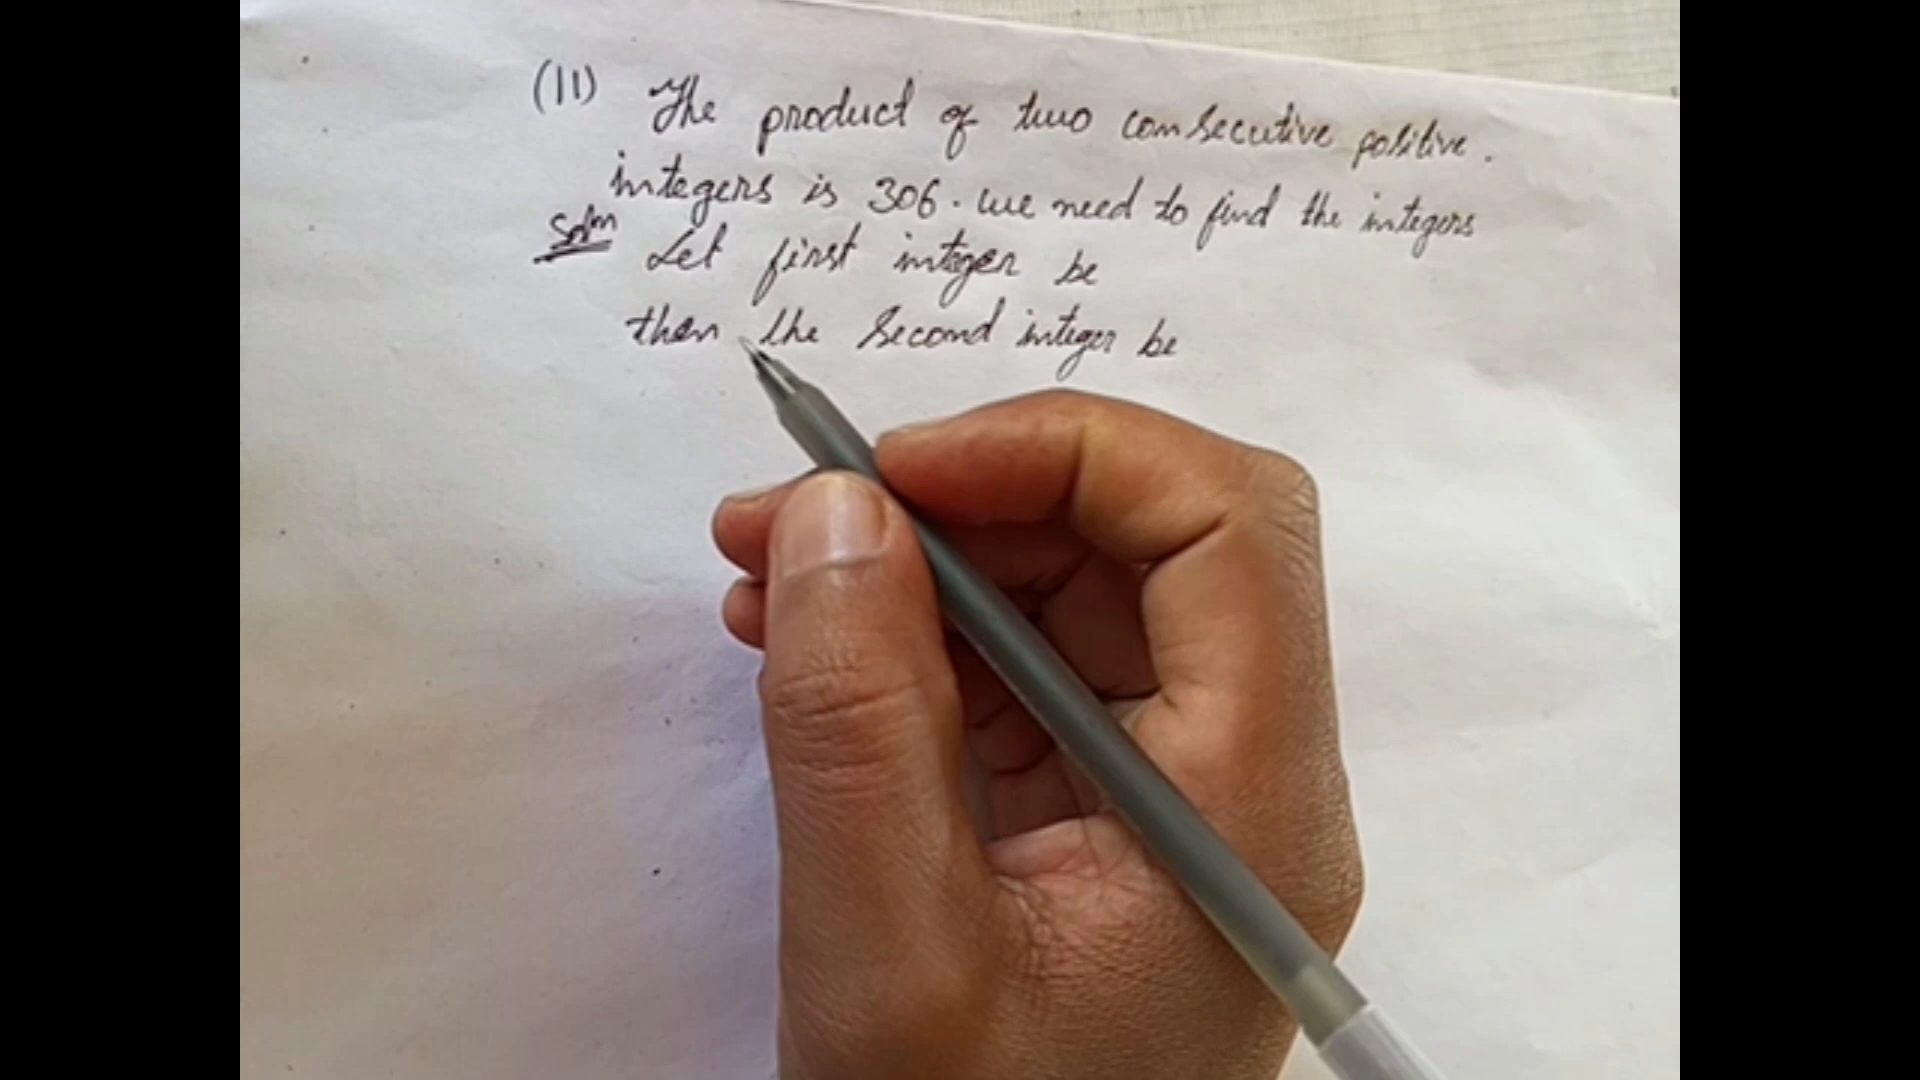 (11) The product of two consecutive positive.
integers is 306. we need to find the integers
Soln Let first integer be
then the second integer be